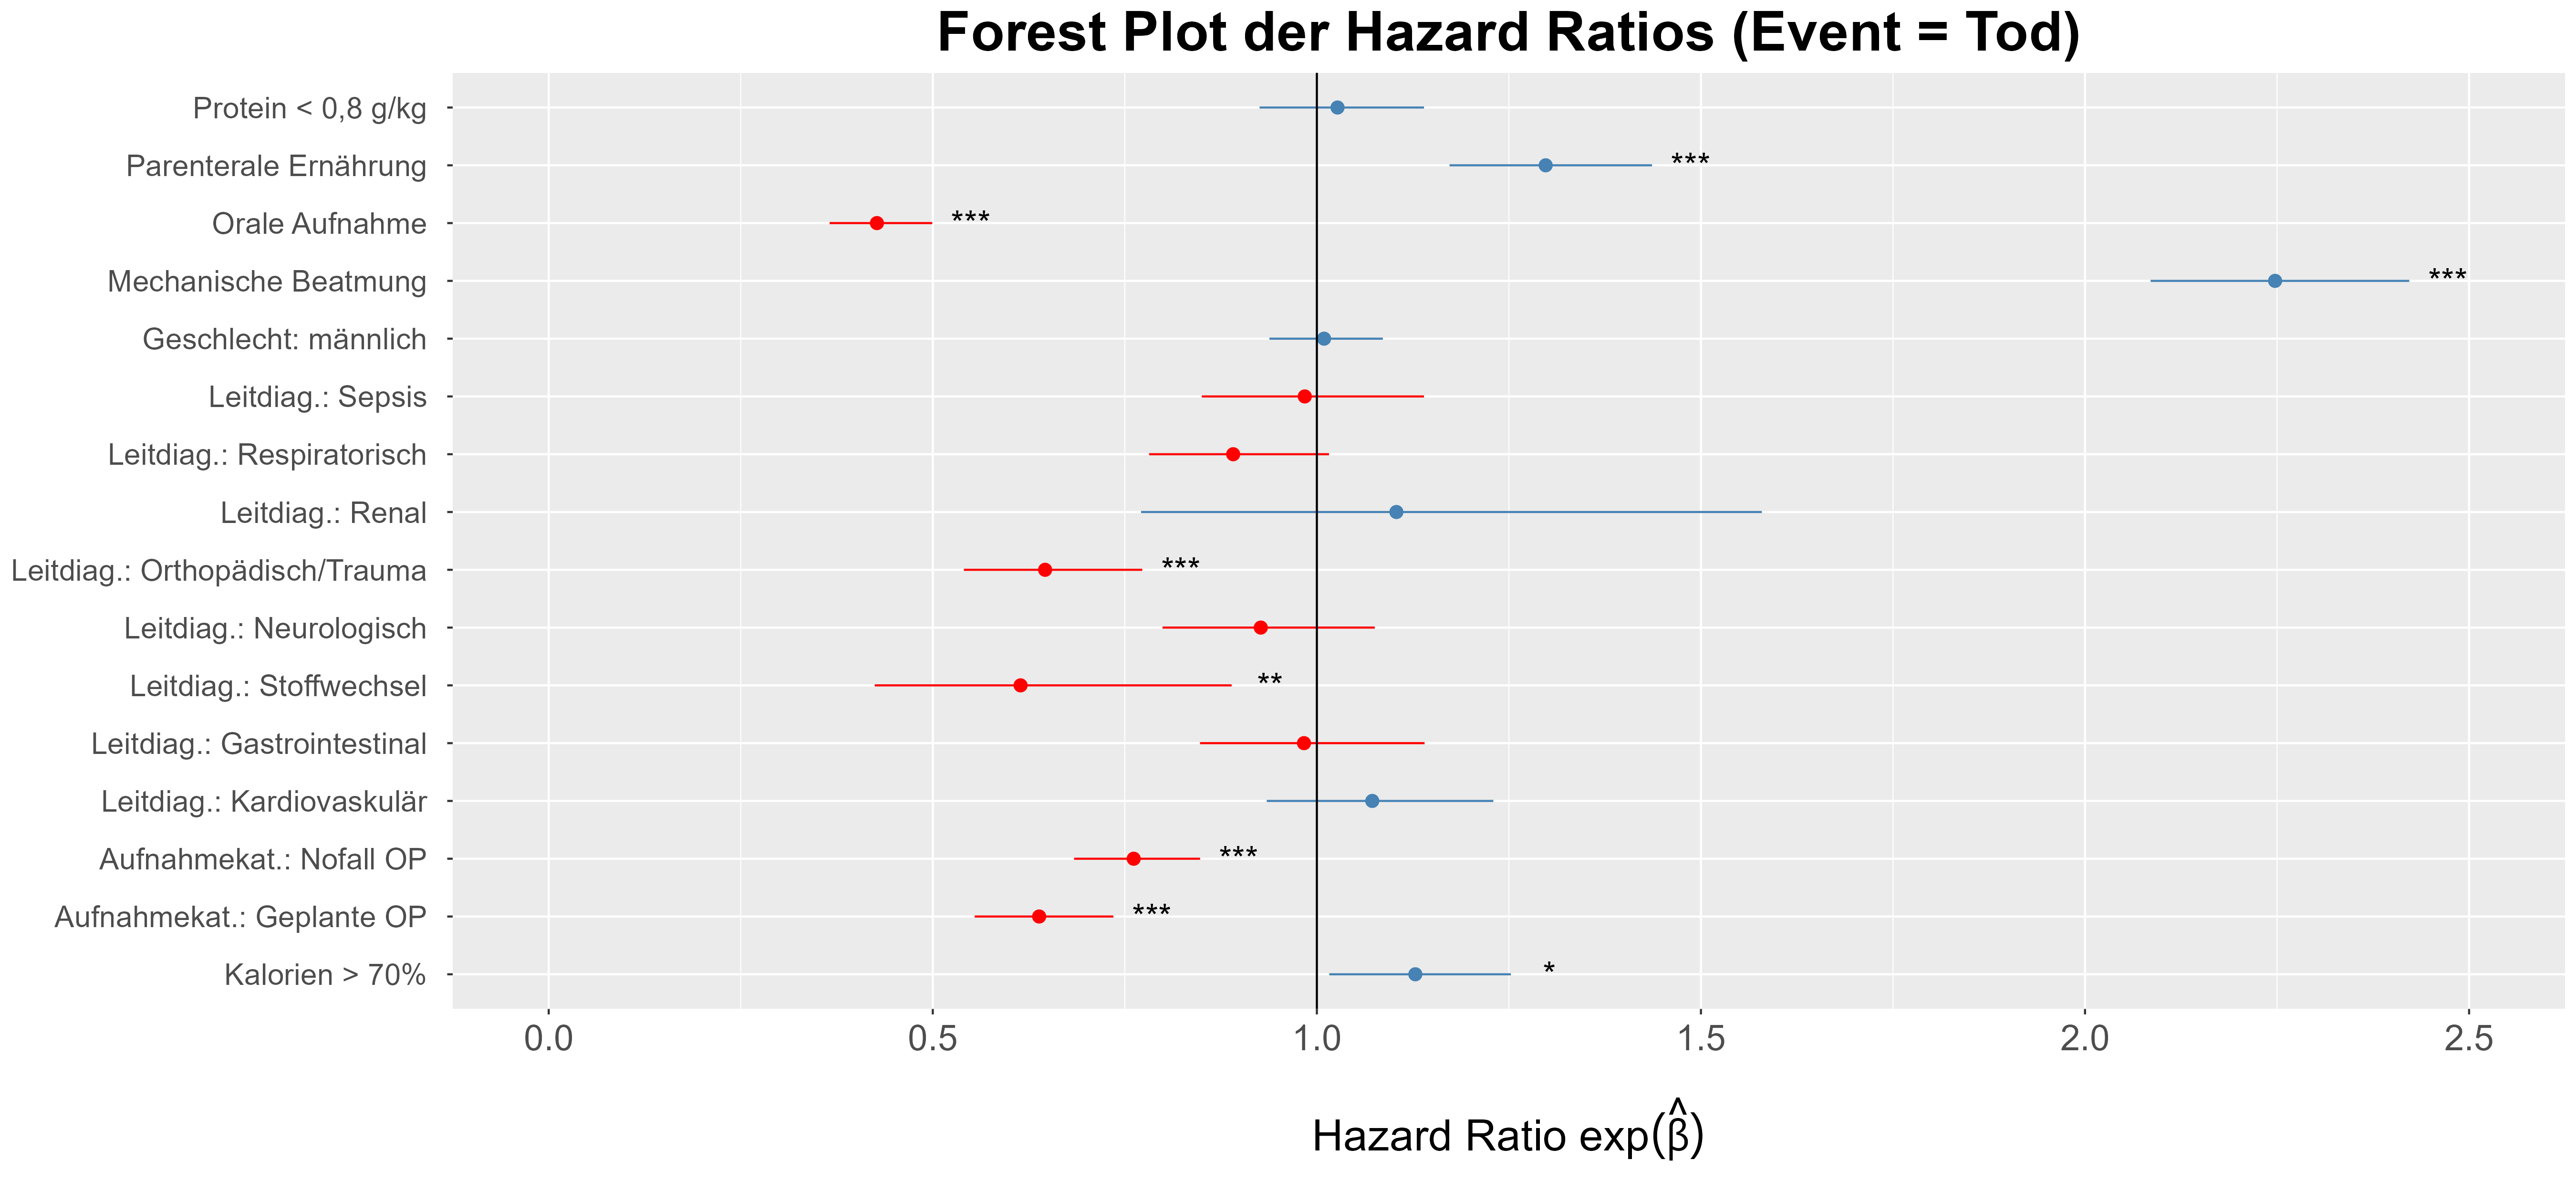 Forest Plot der Hazard Ratios (Event = Tod)
Protein < 0,8 g/kg
Parenterale Ernährung ***
Orale Aufnahme ***
Mechanische Beatmung ***
Geschlecht: männlich
Leitdiag.: Sepsis
Leitdiag.: Respiratorisch
Leitdiag.: Renal
Leitdiag.: Orthopädisch/Trauma ***
Leitdiag.: Neurologisch
Leitdiag.: Stoffwechsel **
Leitdiag.: Gastrointestinal
Leitdiag.: Kardiovaskulär
Aufnahmekat.: Nofall OP ***
Aufnahmekat.: Geplante OP ***
Kalorien > 70% *
0.0 0.5 1.0 1.5 2.0 2.5
Hazard Ratio exp(β̂)